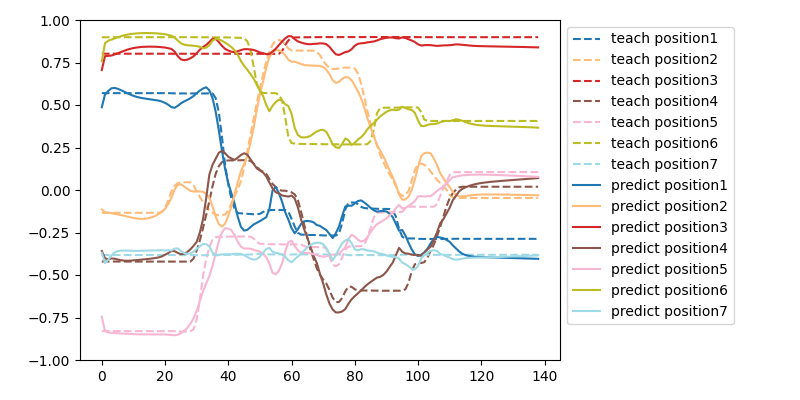 1.00
0.75
0.50
0.25
0.00
−0.25
−0.50
−0.75
−1.00
0 20 40 60 80 100 120 140
teach position1
teach position2
teach position3
teach position4
teach position5
teach position6
teach position7
predict position1
predict position2
predict position3
predict position4
predict position5
predict position6
predict position7